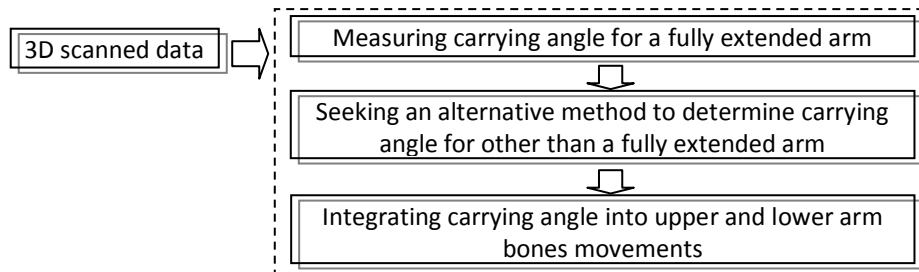 3D scanned data
Measuring carrying angle for a fully extended arm
Seeking an alternative method to determine carrying
angle for other than a fully extended arm
Integrating carrying angle into upper and lower arm
bones movements